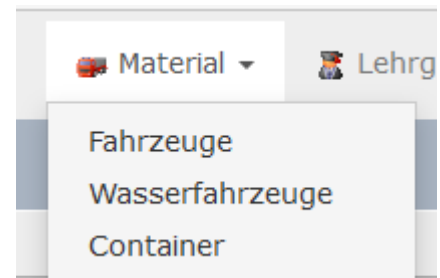 Material
Lehrg
Fahrzeuge
Wasserfahrzeuge
Container